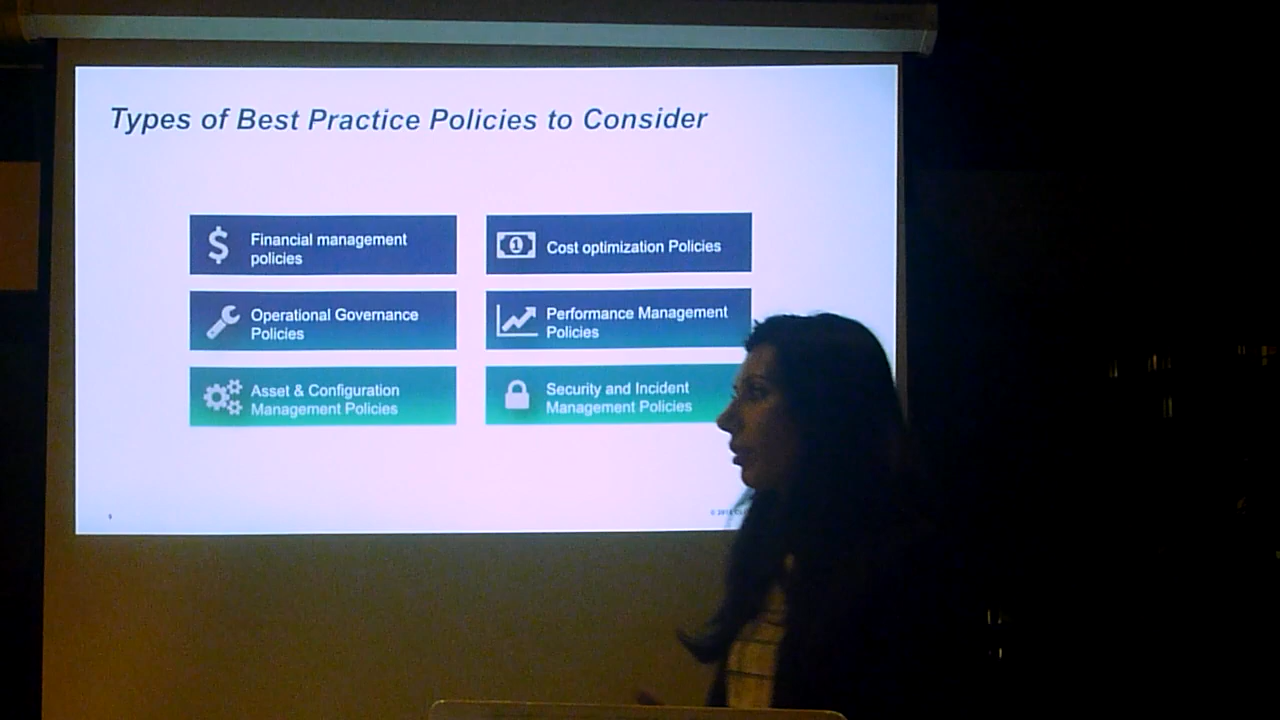 Types of Best Practice Policies to Consider
$ Financial management
policies
1 Cost optimization Policies
Operational Governance
Policies
Performance Management
Policies
Asset & Configuration
Management Policies
Security and Incident
Management Policies